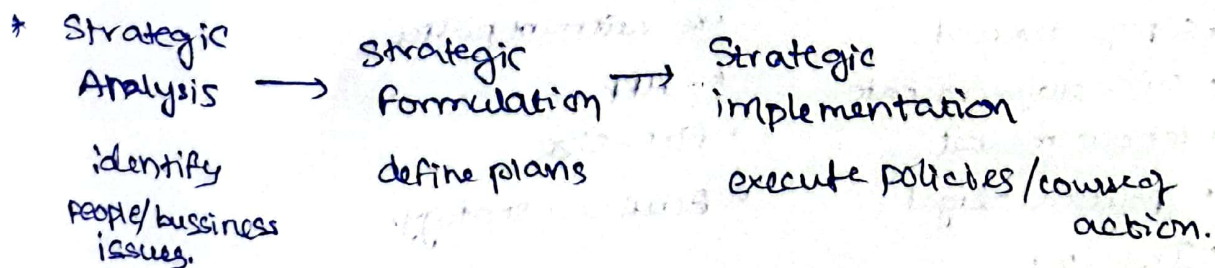 * Strategic Analysis → Strategic formulation → Strategic implementation
identify people/bussiness issues.
define plans
execute policies/course of action.